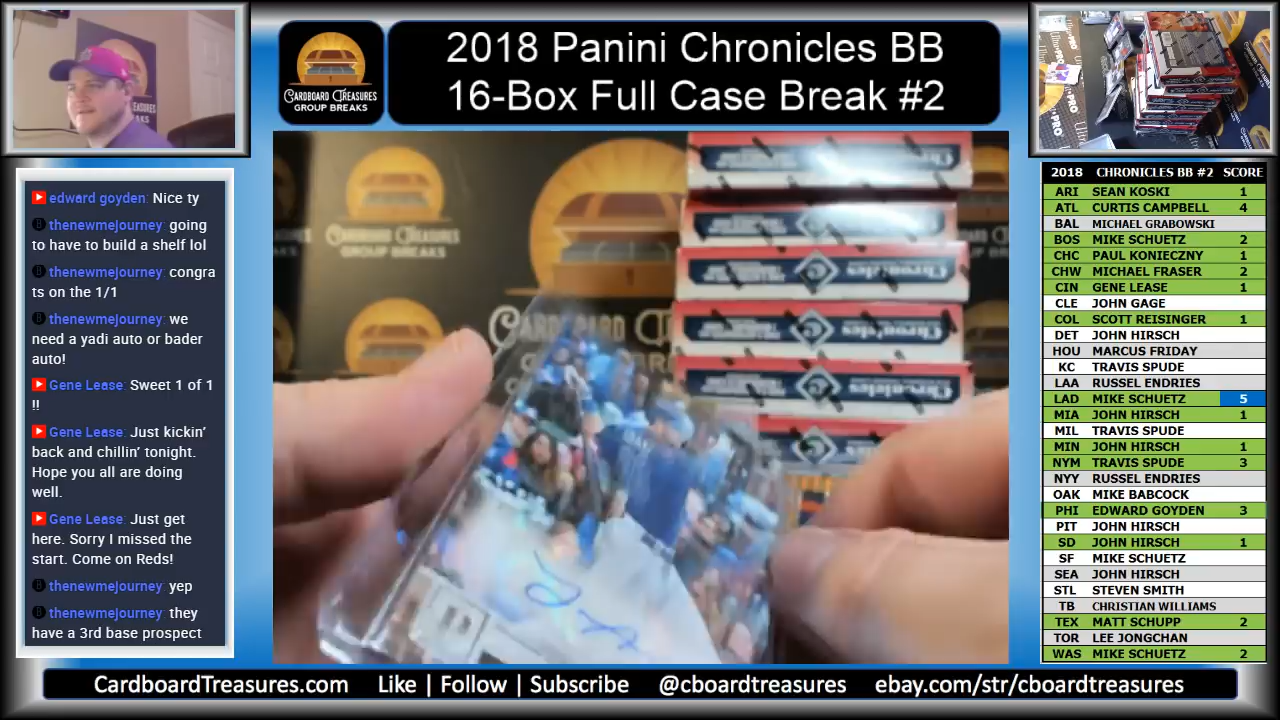 2018 Panini Chronicles BB
16-Box Full Case Break #2
CARDBOARD TREASURES
GROUP BREAKS
edward goyden: Nice ty
thenewmejourney: going
to have to build a shelf lol
thenewmejourney: congra
ts on the 1/1
thenewmejourney: we
need a yadi auto or bader
auto!
Gene Lease: Sweet 1 of 1
!!
Gene Lease: Just kickin’
back and chillin’ tonight.
Hope you all are doing
well.
Gene Lease: Just get
here. Sorry I missed the
start. Come on Reds!
thenewmejourney: yep
thenewmejourney: they
have a 3rd base prospect
CARDBOARD
Chronicles
Chronicles
Chronicles
Chronicles
Chronicles
2018 CHRONICLES BB #2 SCORE
ARI SEAN KOSKI 1
ATL CURTIS CAMPBELL 4
BAL MICHAEL GRABOWSKI
BOS MIKE SCHUETZ 2
CHC PAUL KONIECZNY 1
CHW MICHAEL FRASER 2
CIN GENE LEASE 1
CLE JOHN GAGE
COL SCOTT REISINGER 1
DET JOHN HIRSCH
HOU MARCUS FRIDAY
KC TRAVIS SPUDE
LAA RUSSEL ENDRIES
LAD MIKE SCHUETZ 5
MIA JOHN HIRSCH 1
MIL TRAVIS SPUDE
MIN JOHN HIRSCH 1
NYM TRAVIS SPUDE 3
NYY RUSSEL ENDRIES
OAK MIKE BABCOCK
PHI EDWARD GOYDEN 3
PIT JOHN HIRSCH
SD JOHN HIRSCH 1
SF MIKE SCHUETZ
SEA JOHN HIRSCH
STL STEVEN SMITH
TB CHRISTIAN WILLIAMS
TEX MATT SCHUPP 2
TOR LEE JONGCHAN
WAS MIKE SCHUETZ 2
CardboardTreasures.com Like | Follow | Subscribe @cboardtreasures ebay.com/str/cboardtreasures